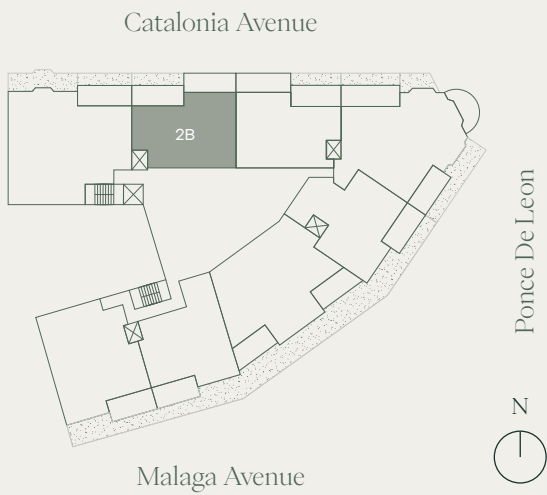 Catalonia Avenue
2B
Ponce De Leon
N
Malaga Avenue